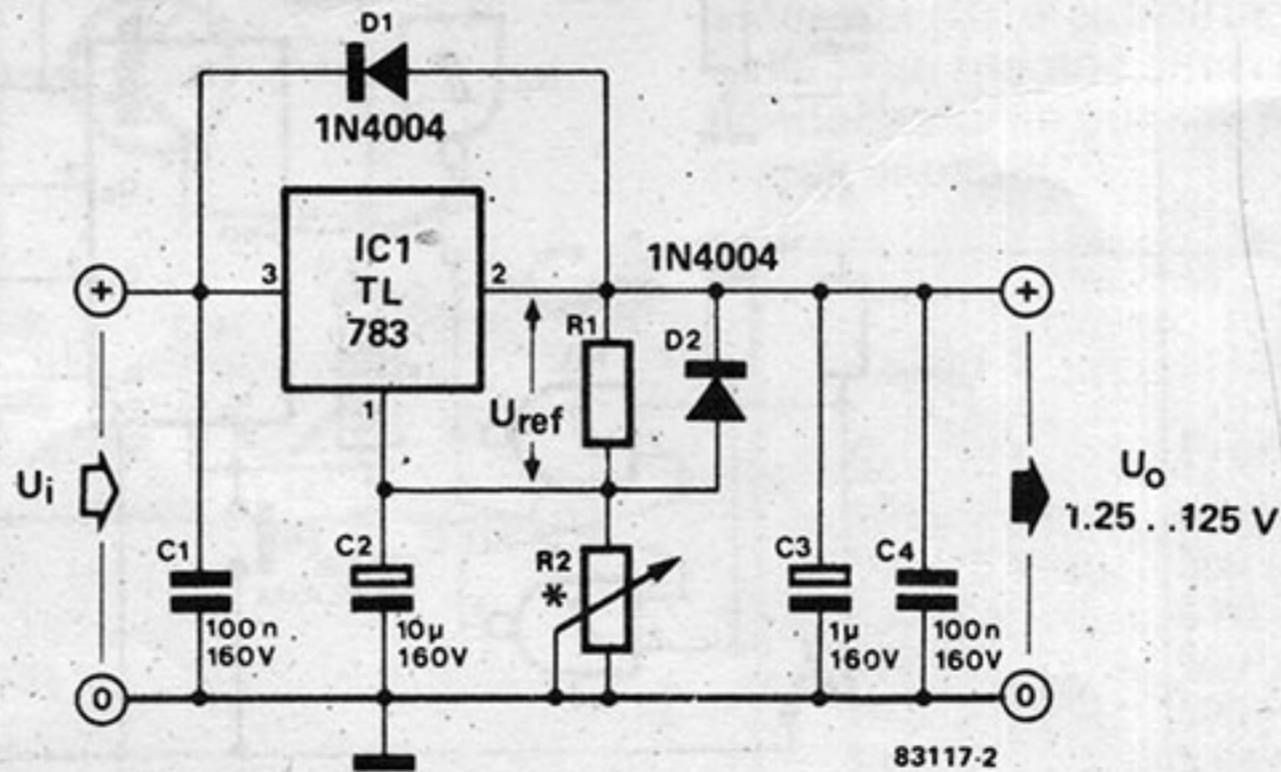 D1
1N4004
IC1
TL
783
3
2
1
1N4004
+
+
R1
D2
Uref
Ui
Uo
1.25 . . 125 V
C1
100n
160V
C2
10µ
160V
R2
*
C3
1µ
160V
C4
100n
160V
0
0
83117-2